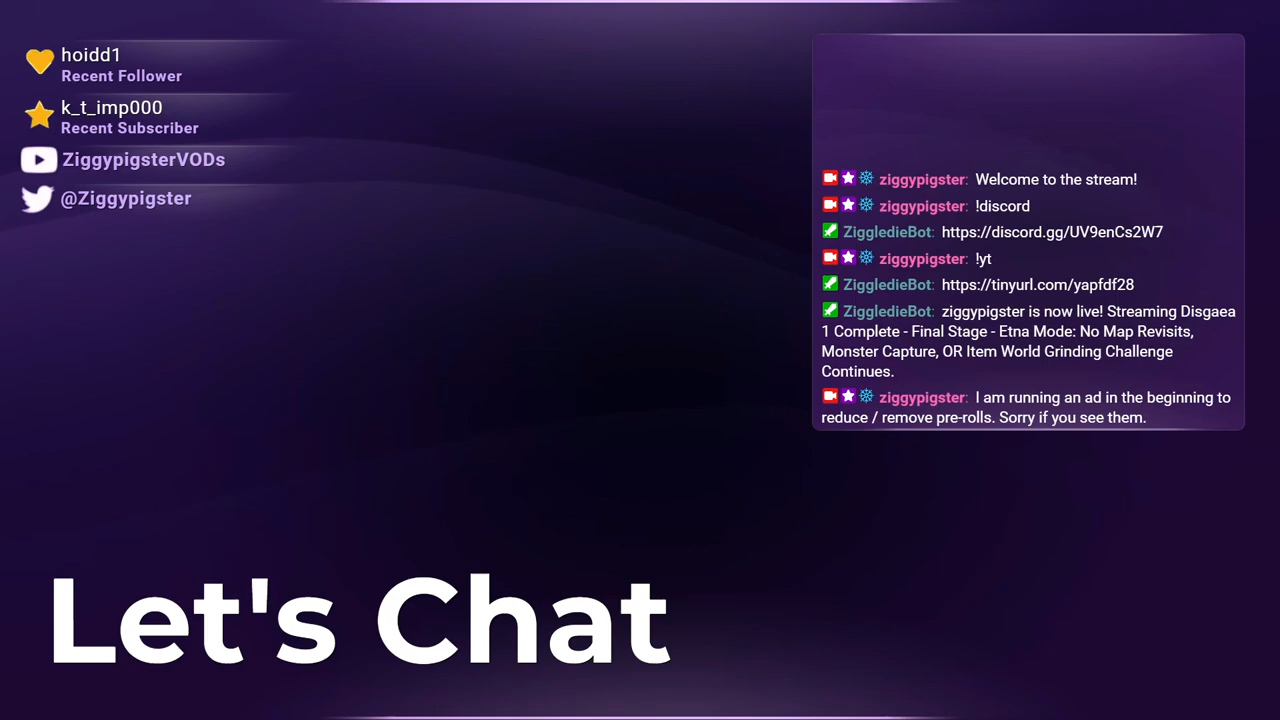 hoidd1
Recent Follower
k_t_imp000
Recent Subscriber
ZiggypigsterVODs
@Ziggypigster
ziggypigster: Welcome to the stream!
ziggypigster: !discord
ZiggledieBot: https://discord.gg/UV9enCs2W7
ziggypigster: !yt
ZiggledieBot: https://tinyurl.com/yapfdf28
ZiggledieBot: ziggypigster is now live! Streaming Disgaea
1 Complete - Final Stage - Etna Mode: No Map Revisits,
Monster Capture, OR Item World Grinding Challenge
Continues.
ziggypigster: I am running an ad in the beginning to
reduce / remove pre-rolls. Sorry if you see them.
Let's Chat